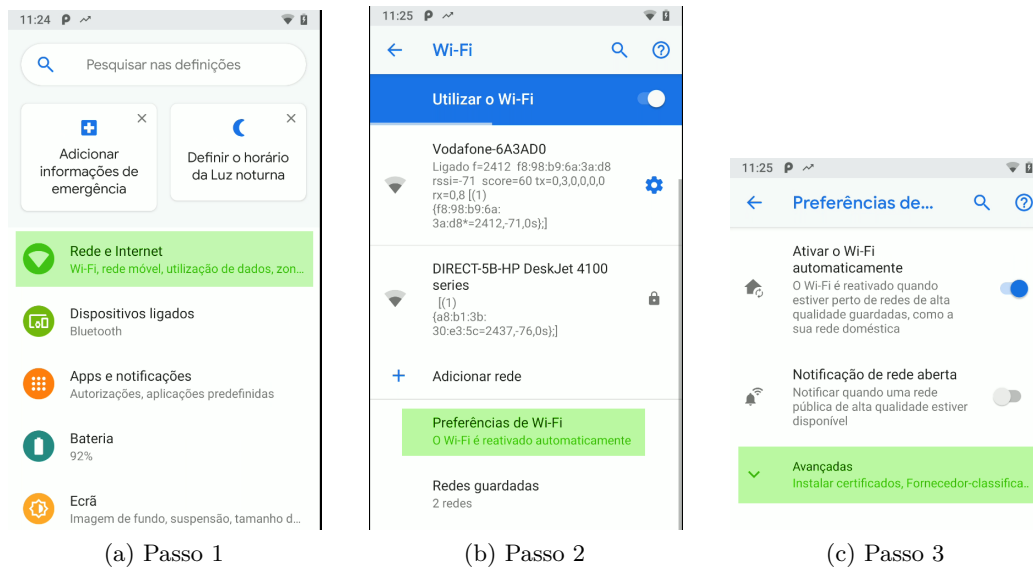 11:24
Pesquisar nas definições
Adicionar
informações de
emergência
Definir o horário
da Luz noturna
Rede e Internet
Wi-Fi, rede móvel, utilização de dados, zon...
Dispositivos ligados
Bluetooth
Apps e notificações
Autorizações, aplicações predefinidas
Bateria
92%
Ecrã
Imagem de fundo, suspensão, tamanho d...
(a) Passo 1
11:25
Wi-Fi
Utilizar o Wi-Fi
Vodafone-6A3AD0
Ligado f=2412 f8:98:b9:6a:3a:d8
rssi=-71 score=60 tx=0,3,0,0,0,0
rx=0,8 [(1)
{f8:98:b9:6a:
3a:d8*=2412,-71,0s};]
DIRECT-5B-HP DeskJet 4100
series
[(1)
{a8:b1:3b:
30:e3:5c=2437,-76,0s};]
Adicionar rede
Preferências de Wi-Fi
O Wi-Fi é reativado automaticamente
Redes guardadas
2 redes
(b) Passo 2
11:25
Preferências de...
Ativar o Wi-Fi
automaticamente
O Wi-Fi é reativado quando
estiver perto de redes de alta
qualidade guardadas, como a
sua rede doméstica
Notificação de rede aberta
Notificar quando uma rede
pública de alta qualidade estiver
disponível
Avançadas
Instalar certificados, Fornecedor-classifica..
(c) Passo 3